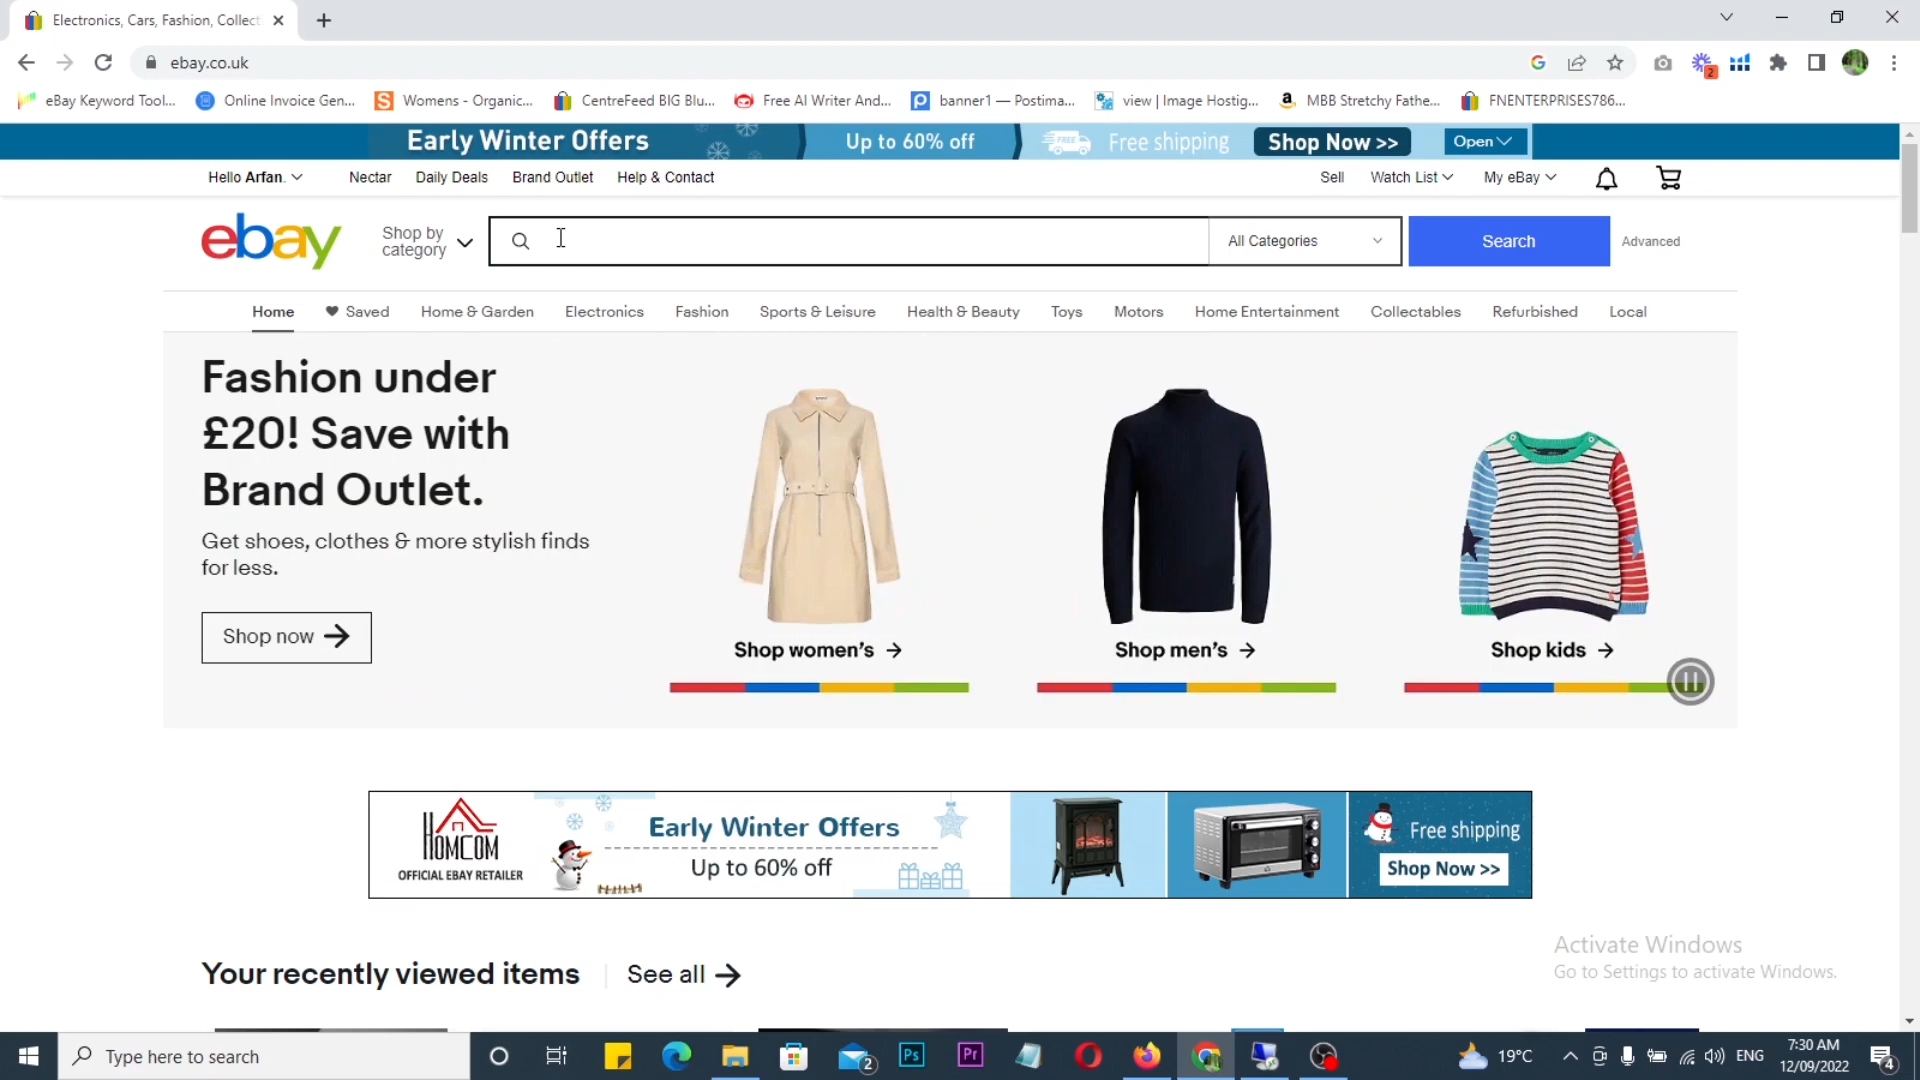 Electronics, Cars, Fashion, Collect
ebay.co.uk
eBay Keyword Tool... Online Invoice Gen... Womens - Organic... CentreFeed BIG Blu... Free AI Writer And... banner1 — Postima... view | Image Hostig... MBB Stretchy Fathe... FNENTERPRISES786...
Early Winter Offers Up to 60% off FREE Free shipping Shop Now >> Open
Hello Arfan. Nectar Daily Deals Brand Outlet Help & Contact Sell Watch List My eBay
ebay Shop by category All Categories Search Advanced
Home Saved Home & Garden Electronics Fashion Sports & Leisure Health & Beauty Toys Motors Home Entertainment Collectables Refurbished Local
Fashion under
£20! Save with
Brand Outlet.
Get shoes, clothes & more stylish finds
for less.
Shop now
Shop women's → Shop men's → Shop kids →
HOMCOM
OFFICIAL EBAY RETAILER
Early Winter Offers
Up to 60% off
Free shipping
Shop Now >>
Your recently viewed items See all
Activate Windows
Go to Settings to activate Windows.
Type here to search 2 Ps Pr 19°C ENG 7:30 AM
12/09/2022 4